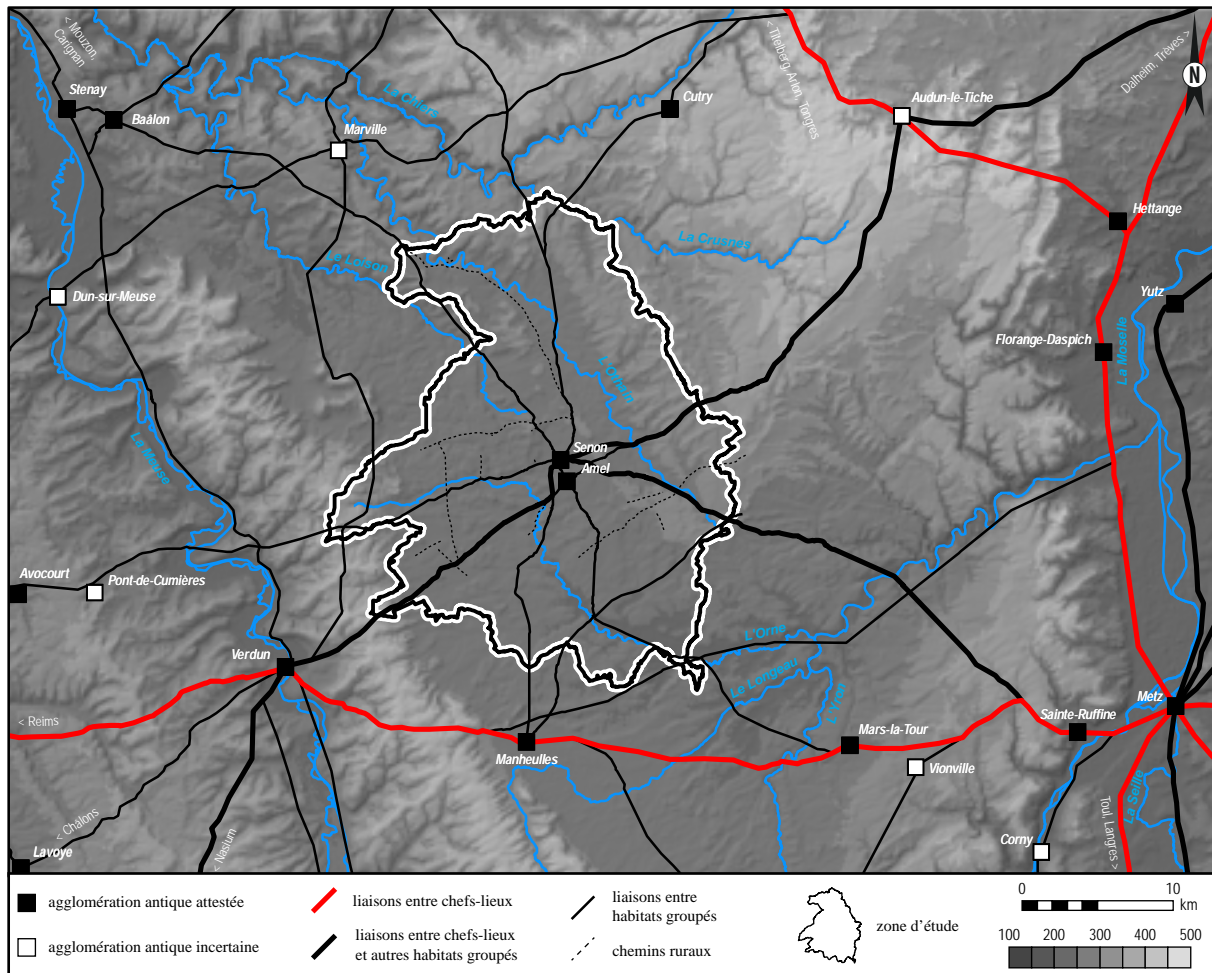 < Mouzon,
Carignan
Stenay
Baâlon
Marville
La Chiers
Cutry
< Titelberg, Arlon, Tongres
Audun-le-Tiche
Dalheim, Trèves >
N
Hettange
La Crusnes
Le Loison
Dun-sur-Meuse
Yutz
Florange-Daspich
La Moselle
L'Othain
La Meuse
Senon
Amel
Avocourt
Pont-de-Cumières
Verdun
L'Orne
Le Longeau
L'Yron
Metz
< Reims
Sainte-Ruffine
Mars-la-Tour
Manheulles
Vionville
La Seille
Toul, Langres >
< Châlons
< Nasium
Corny
Lavoye
agglomération antique attestée
agglomération antique incertaine
liaisons entre chefs-lieux
liaisons entre chefs-lieux
et autres habitats groupés
liaisons entre
habitats groupés
chemins ruraux
zone d'étude
0 10
km
100 200 300 400 500